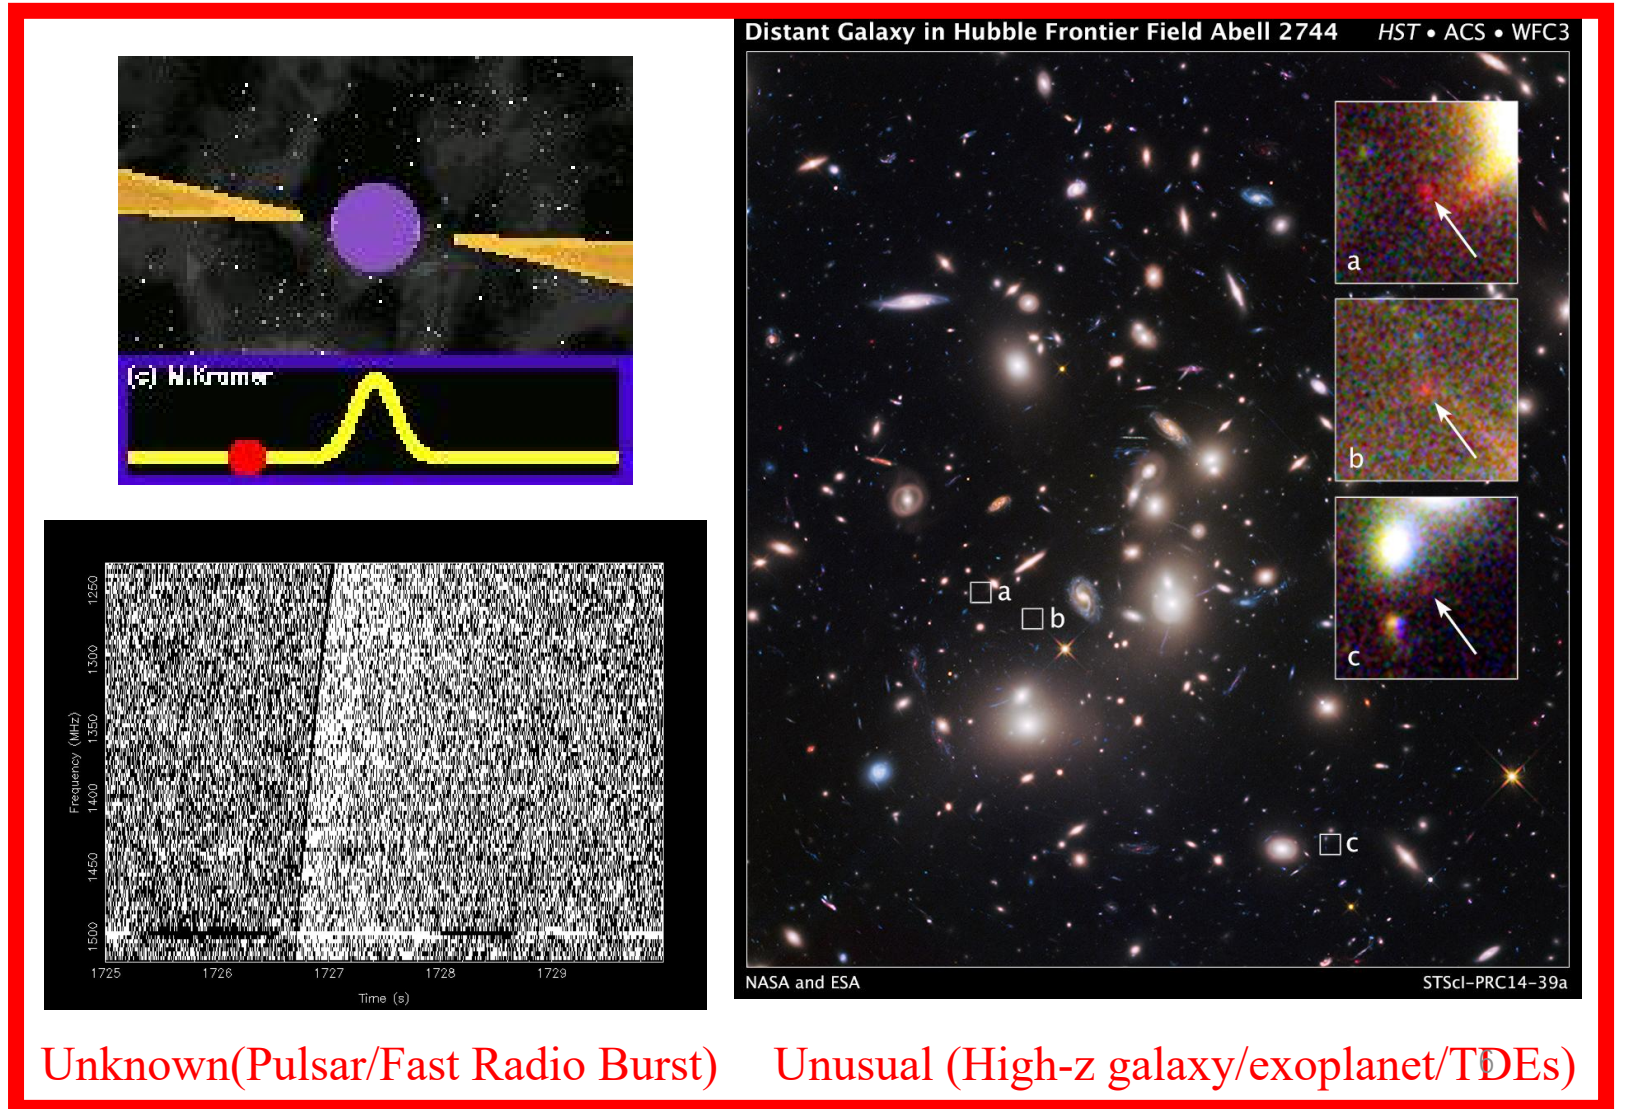 Distant Galaxy in Hubble Frontier Field Abell 2744 HST • ACS • WFC3
(c) M.Kramer
a
b
c
a
b
c
Frequency (MHz)
1250
1300
1350
1400
1450
1500
1725 1726 1727 1728 1729
Time (s)
NASA and ESA STScI-PRC14-39a
Unknown(Pulsar/Fast Radio Burst) Unusual (High-z galaxy/exoplanet/TDEs)
6